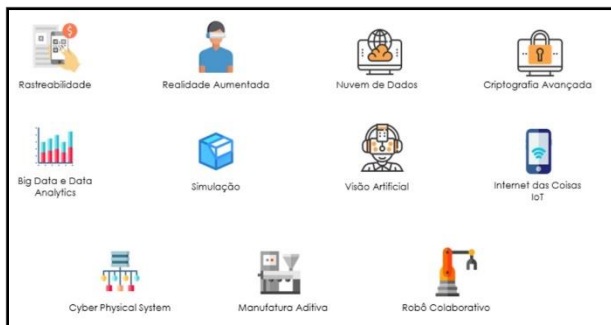 Rastreabilidade
Realidade Aumentada
Nuvem de Dados
Criptografia Avançada
Big Data e Data
Analytics
Simulação
Visão Artificial
Internet das Coisas
IoT
Cyber Physical System
Manufatura Aditiva
Robô Colaborativo